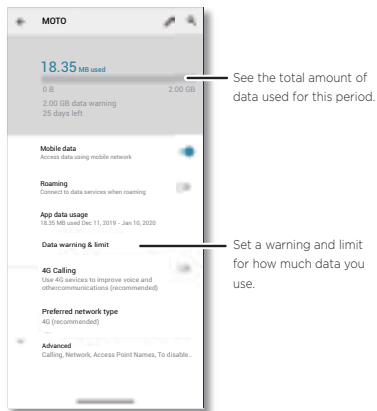 MOTO
18.35 MB used
0 B 2.00 GB
2.00 GB data warning
25 days left
See the total amount of
data used for this period.
Mobile data
Access data using mobile network
Roaming
Connect to data services when roaming
App data usage
18.35 MB used Dec 11, 2019 - Jan 10, 2020
Data warning & limit
Set a warning and limit
for how much data you
use.
4G Calling
Use 4G sevices to improve voice and
othercommunications (recommended)
Preferred network type
4G (recommended)
Advanced
Calling, Network, Access Point Names, To disable..